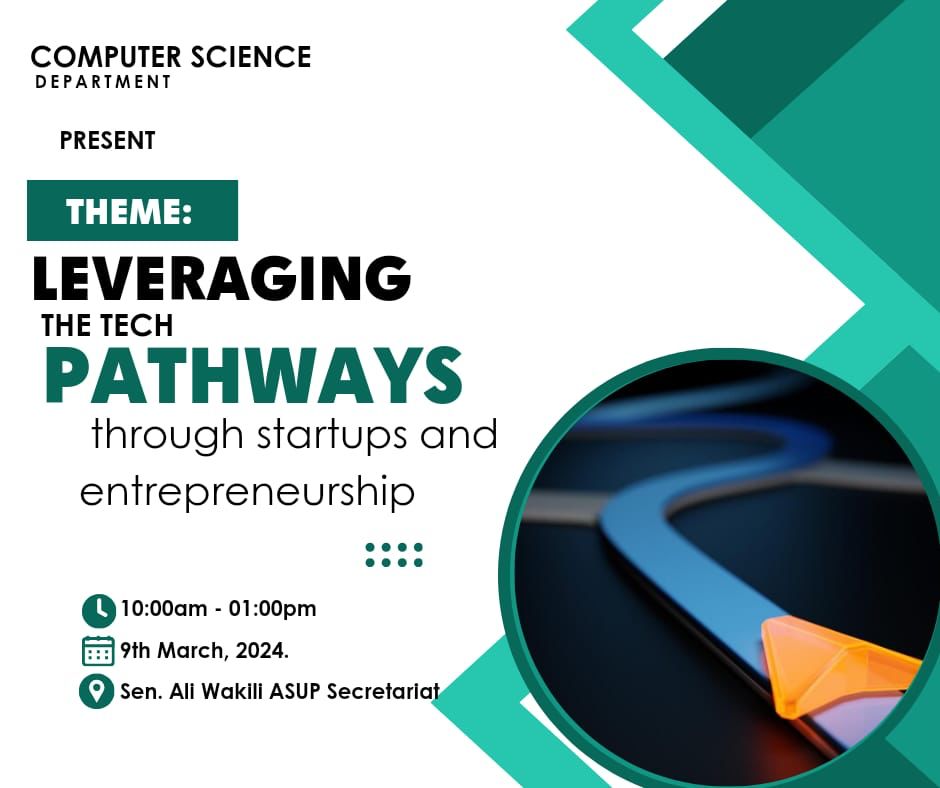 COMPUTER SCIENCE
DEPARTMENT
PRESENT
THEME:
LEVERAGING
THE TECH
PATHWAYS
through startups and
entrepreneurship
10:00am - 01:00pm
9th March, 2024.
Sen. Ali Wakili ASUP Secretariat